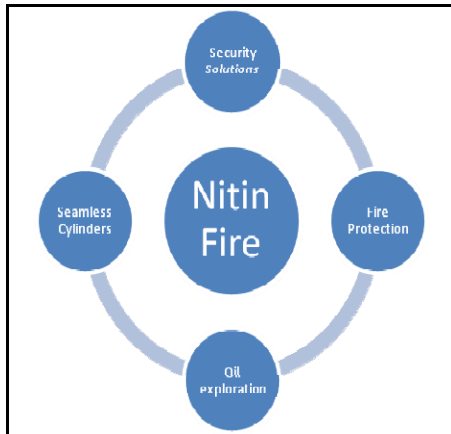 Security
Solutions
Seamless
Cylinders
Nitin
Fire
Fire
Protection
Oil
exploration